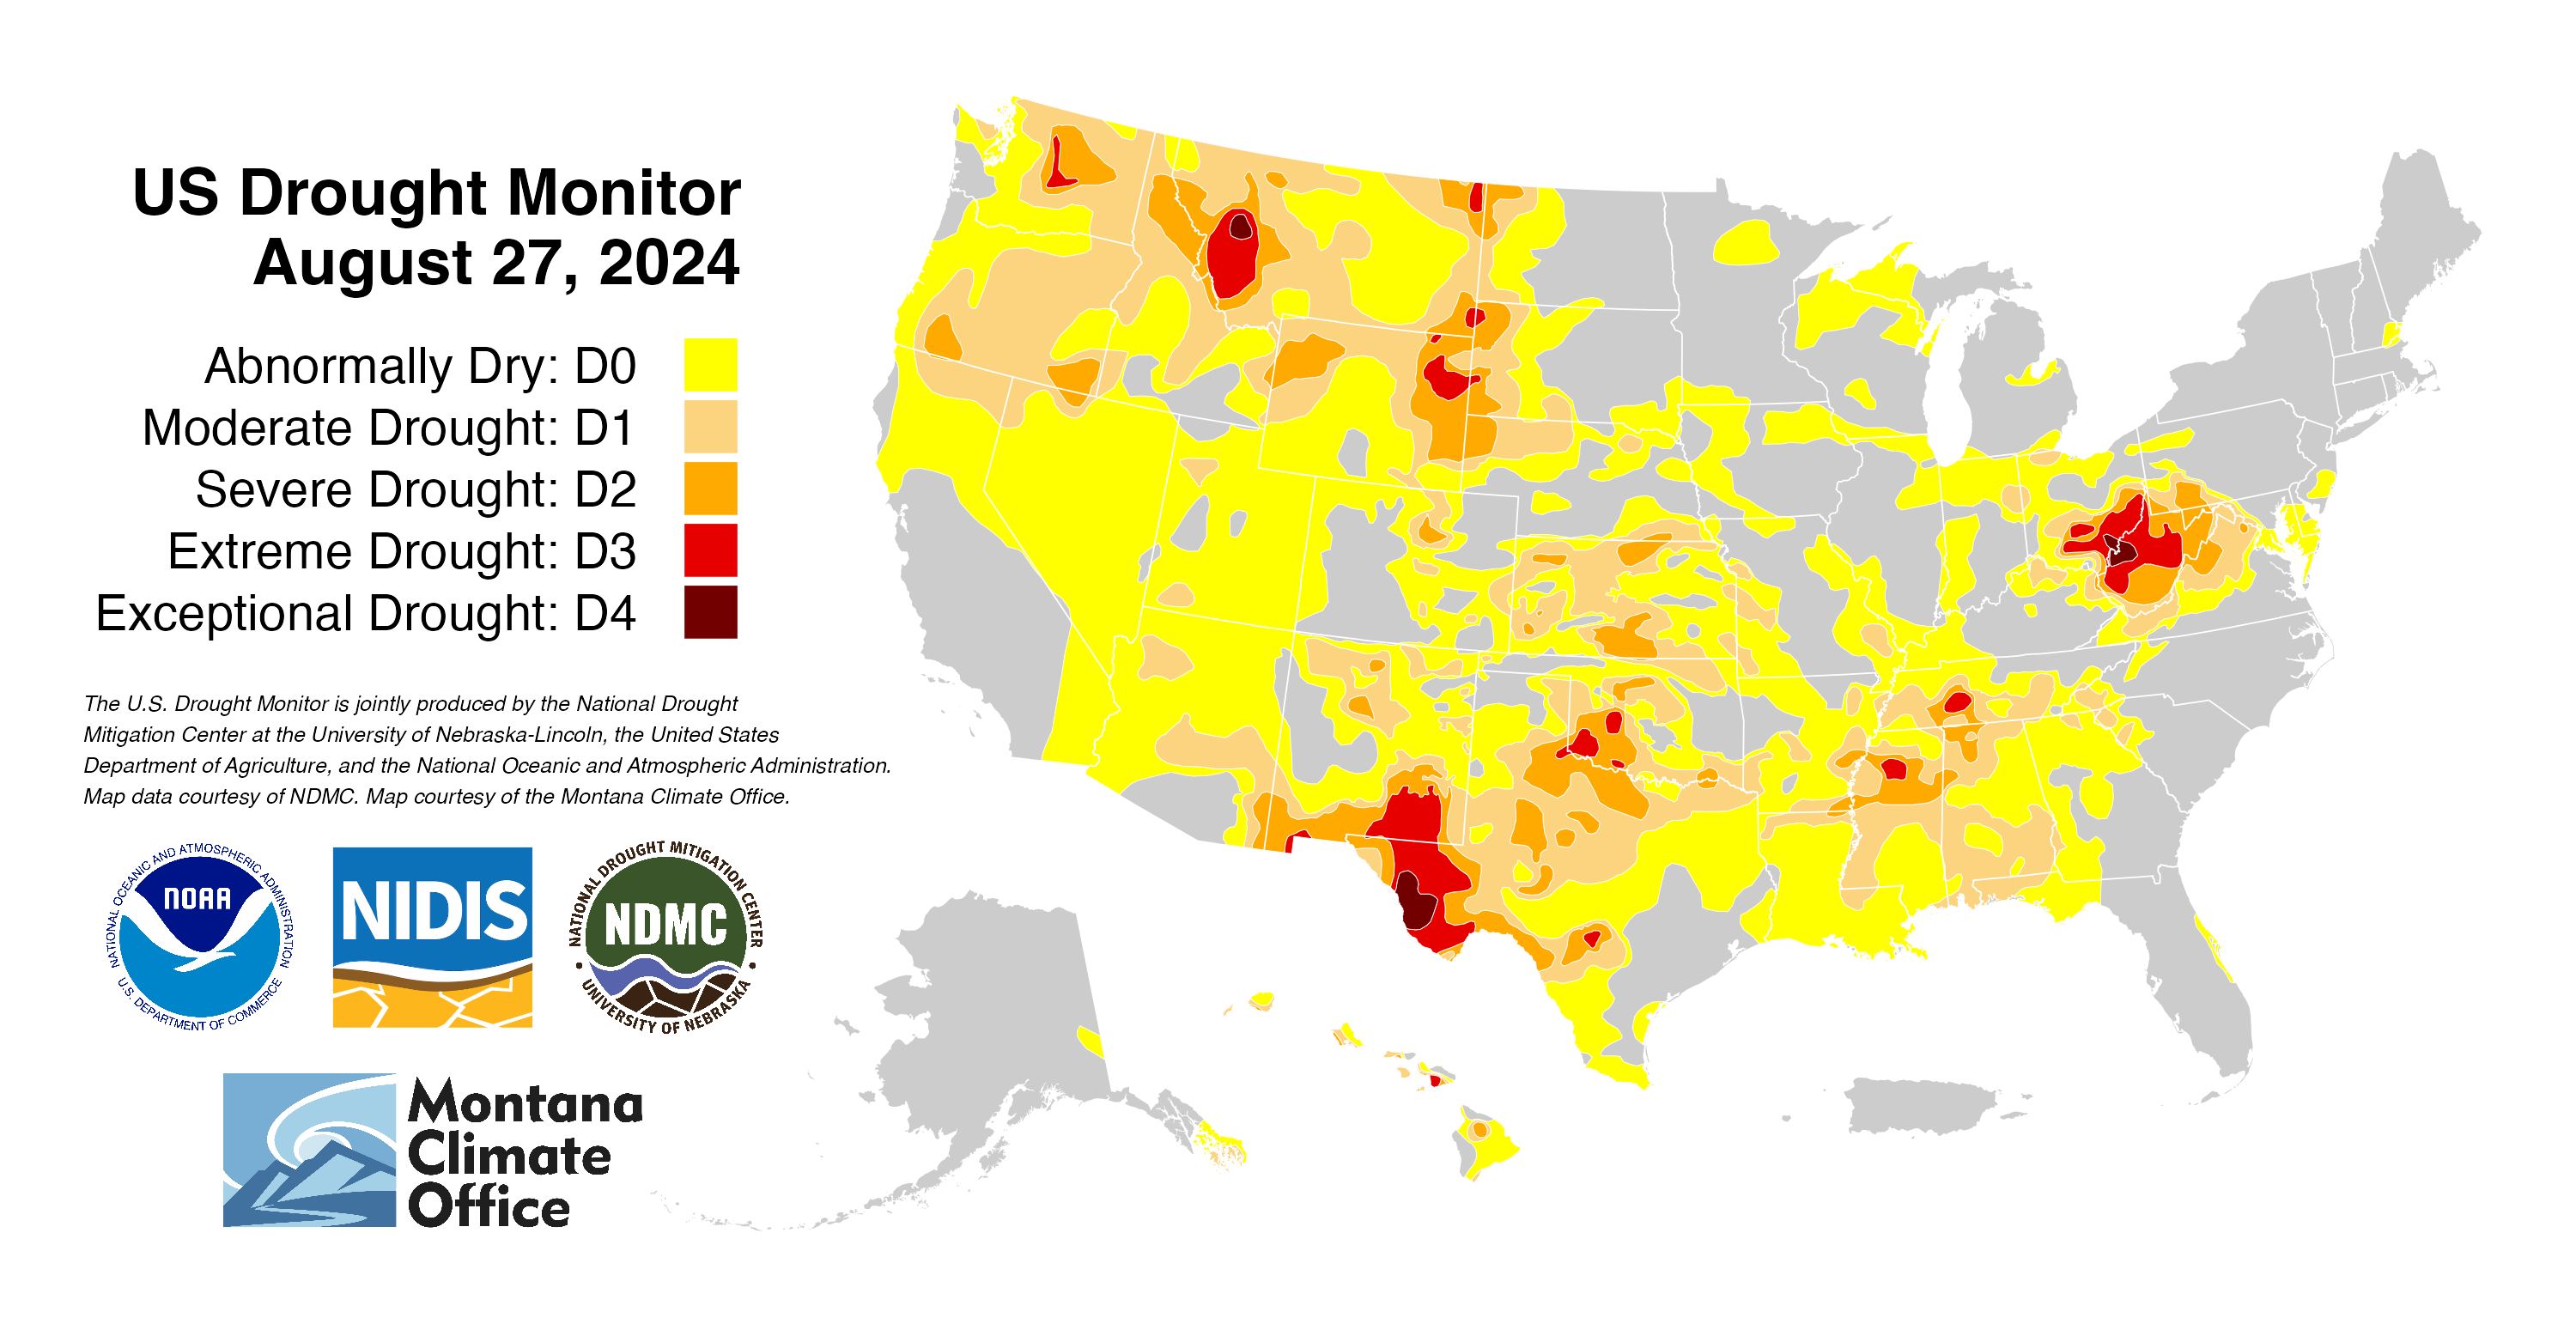 US Drought Monitor
August 27, 2024
Abnormally Dry: D0
Moderate Drought: D1
Severe Drought: D2
Extreme Drought: D3
Exceptional Drought: D4
The U.S. Drought Monitor is jointly produced by the National Drought
Mitigation Center at the University of Nebraska-Lincoln, the United States
Department of Agriculture, and the National Oceanic and Atmospheric Administration.
Map data courtesy of NDMC. Map courtesy of the Montana Climate Office.
NATIONAL OCEANIC AND ATMOSPHERIC ADMINISTRATION
NOAA
U.S. DEPARTMENT OF COMMERCE
NIDIS
NATIONAL DROUGHT MITIGATION CENTER
NDMC
UNIVERSITY OF NEBRASKA
Montana
Climate
Office